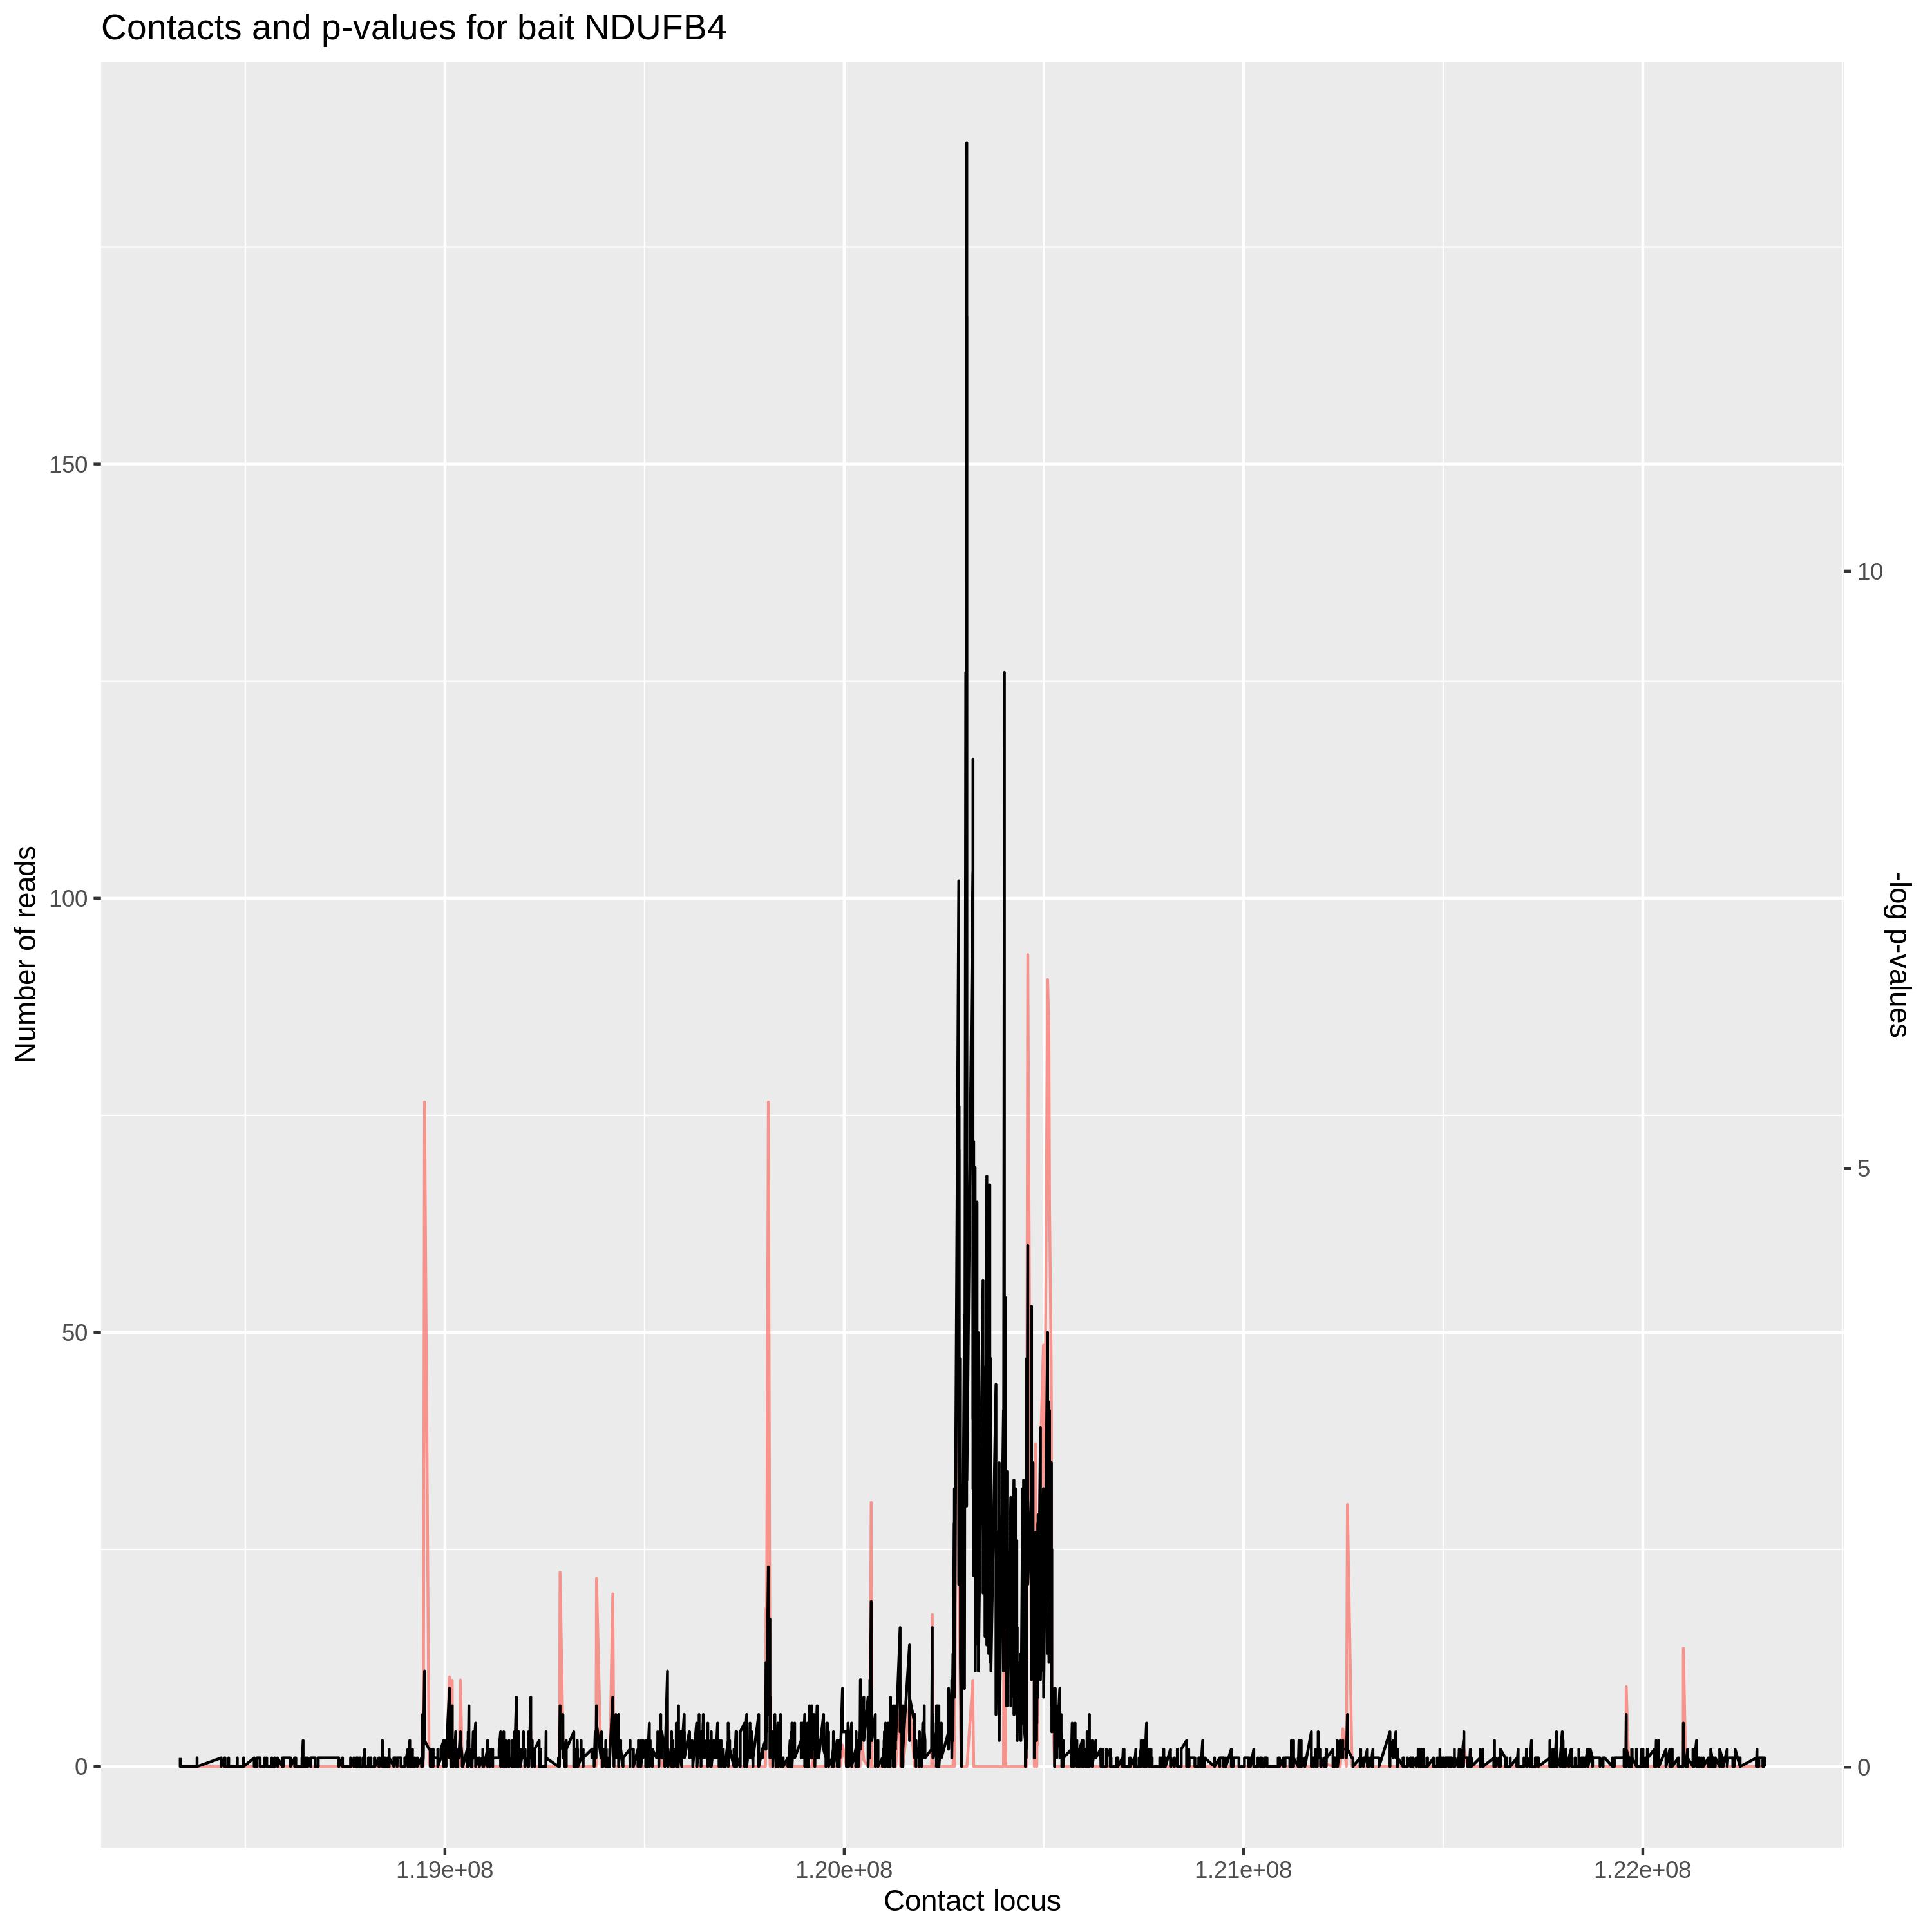 Contacts and p-values for bait NDUFB4
Number of reads
150
100
50
0
10
5
0
-log p-values
1.19e+08
1.20e+08
1.21e+08
1.22e+08
Contact locus